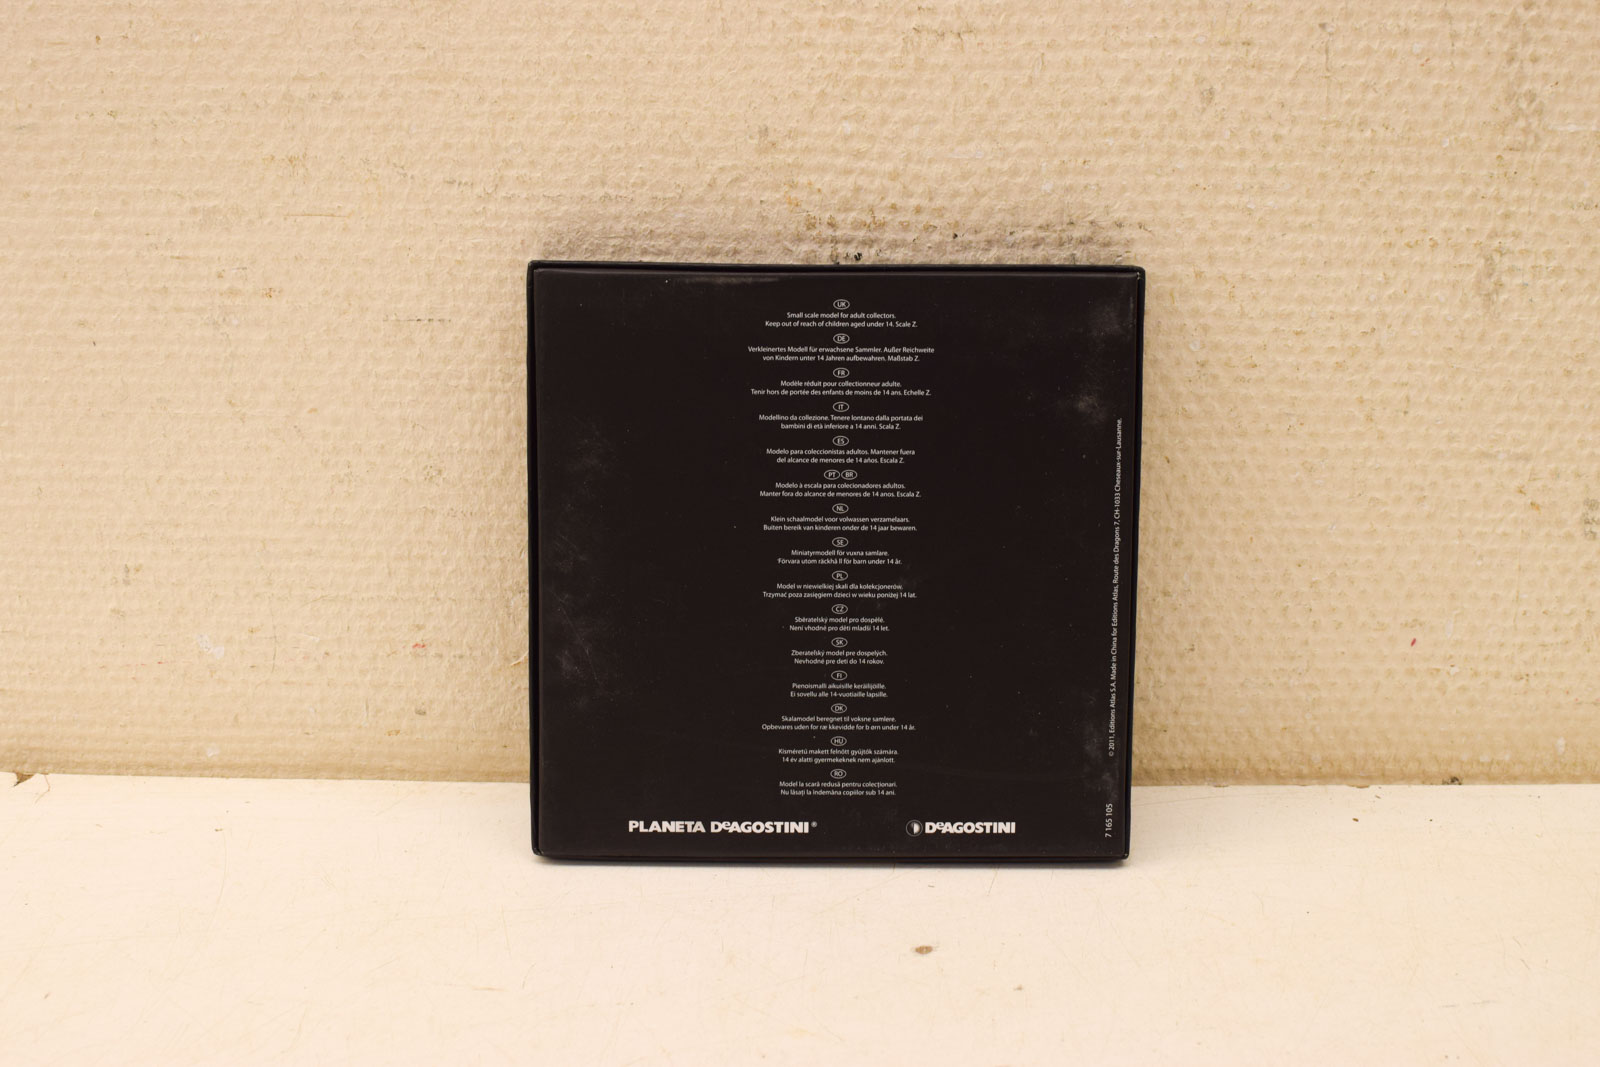 UK
Small scale model for adult collectors.
Keep out of reach of children aged under 14. Scale Z.
DE
Verkleinertes Modell für erwachsene Sammler. Außer Reichweite
von Kindern unter 14 Jahren aufbewahren. Maßstab Z.
FR
Modèle réduit pour collectionneur adulte.
Tenir hors de portée des enfants de moins de 14 ans. Echelle Z.
IT
Modellino da collezione. Tenere lontano dalla portata dei
bambini di età inferiore a 14 anni. Scala Z.
ES
Modelo para coleccionistas adultos. Mantener fuera
del alcance de menores de 14 años. Escala Z.
PT BR
Modelo à escala para colecionadores adultos.
Manter fora do alcance de menores de 14 anos. Escala Z.
NL
Klein schaalmodel voor volwassen verzamelaars.
Buiten bereik van kinderen onder de 14 jaar bewaren.
SE
Miniatyrmodell för vuxna samlare.
Förvara utom räckhå ll för barn under 14 år.
PL
Model w niewielkiej skali dla kolekcjonerów.
Trzymać poza zasięgiem dzieci w wieku poniżej 14 lat.
CZ
Sběratelský model pro dospělé.
Není vhodné pro děti mladší 14 let.
SK
Zberateľský model pre dospelých.
Nevhodné pre deti do 14 rokov.
FI
Pienoismalli aikuisille keräilijöille.
Ei sovellu alle 14-vuotiaille lapsille.
DK
Skalamodel beregnet til voksne samlere.
Opbevares uden for ræ kkevidde for b ørn under 14 år.
HU
Kisméretű makett felnőtt gyűjtők számára.
14 év alatti gyermekeknek nem ajánlott.
RO
Model la scară redusă pentru colecționari.
Nu lăsați la îndemâna copiilor sub 14 ani.
PLANETA DeAGOSTINI®
DeAGOSTINI
© 2011, Editions Atlas S.A. Made in China for Editions Atlas, Route des Dragons 7, CH-1033 Cheseaux-sur-Lausanne.
7 165 105